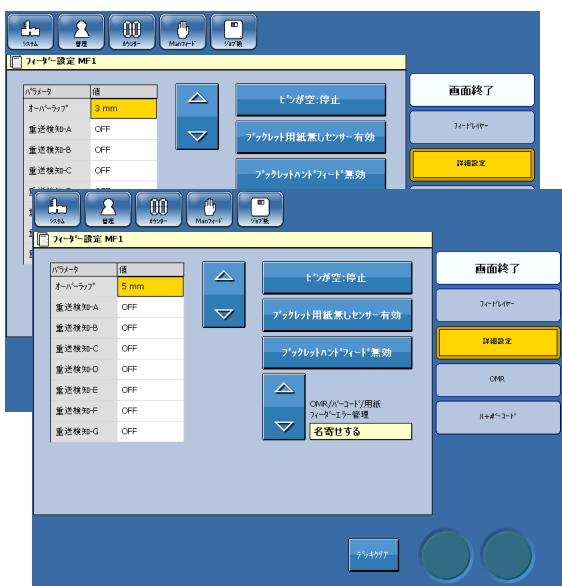 システム 管理 カウンター Manフィード ジョブ紙
フィーダー設定 MF1
パラメータ 値
オーバーラップ 3 mm
重送検知-A OFF
重送検知-B OFF
重送検知-C OFF
ビンが空:停止
ブックレット用紙無しセンサー有効
ブックレットハンドフィード無効
画面終了
フィードレイヤー
詳細設定
システム 管理 カウンター Manフィード ジョブ紙
フィーダー設定 MF1
パラメータ 値
オーバーラップ 5 mm
重送検知-A OFF
重送検知-B OFF
重送検知-C OFF
重送検知-D OFF
重送検知-E OFF
重送検知-F OFF
重送検知-G OFF
ビンが空:停止
ブックレット用紙無しセンサー有効
ブックレットハンドフィード無効
OMR/バーコード/用紙
フィーダーエラー管理
名寄せする
画面終了
フィードレイヤー
詳細設定
OMR
デッキクリア